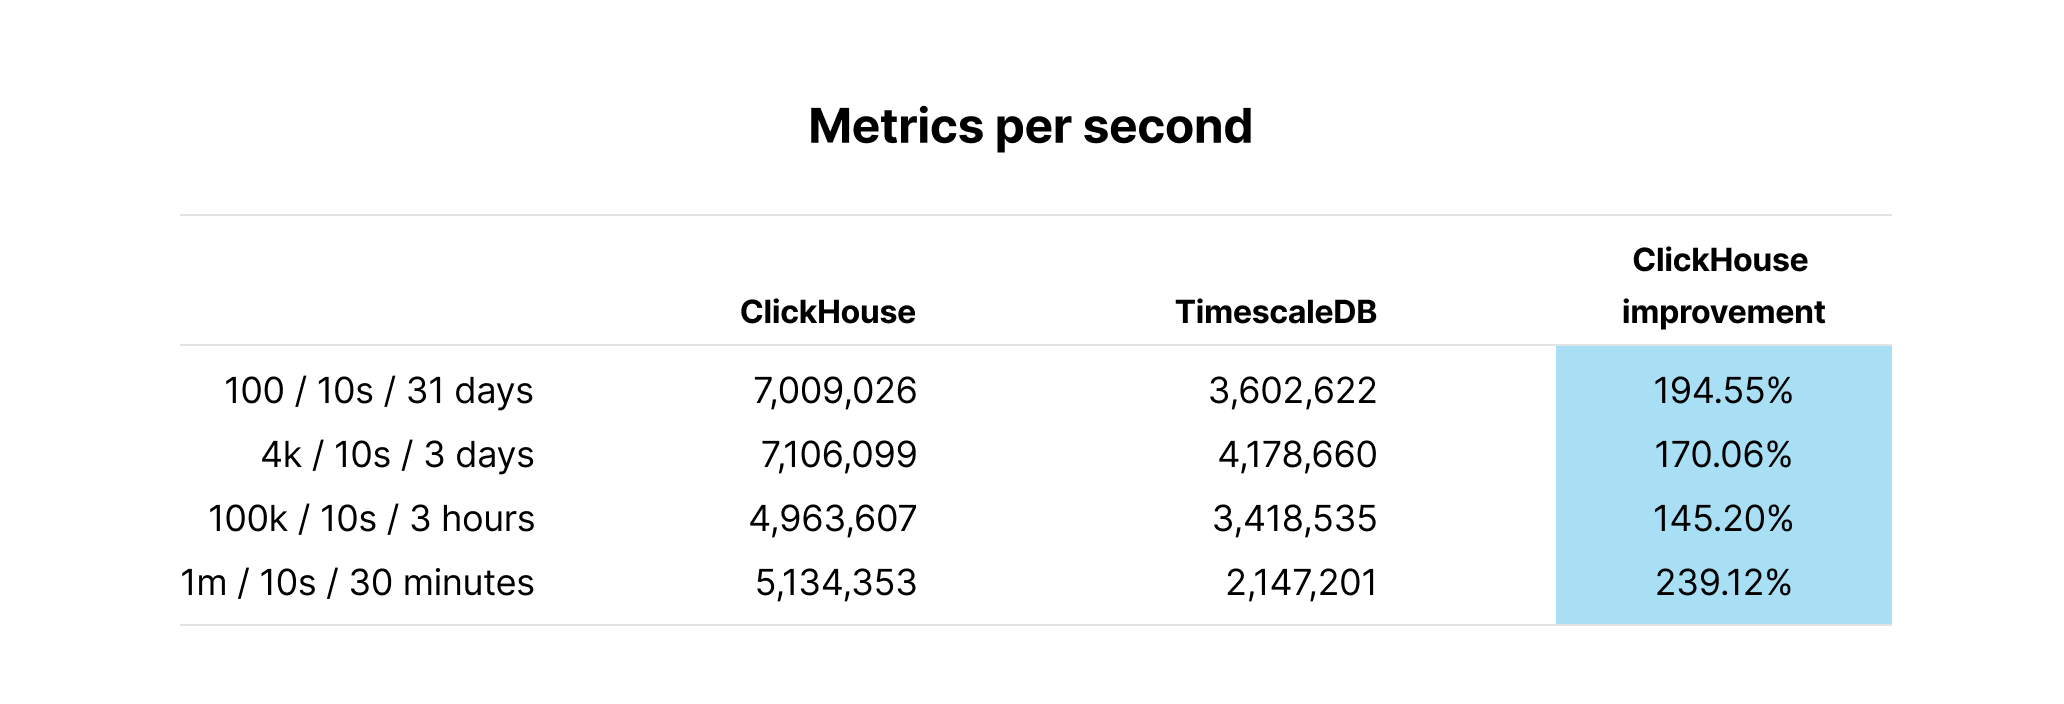 Metrics per second
ClickHouse TimescaleDB ClickHouse improvement
100 / 10s / 31 days 7,009,026 3,602,622 194.55%
4k / 10s / 3 days 7,106,099 4,178,660 170.06%
100k / 10s / 3 hours 4,963,607 3,418,535 145.20%
1m / 10s / 30 minutes 5,134,353 2,147,201 239.12%